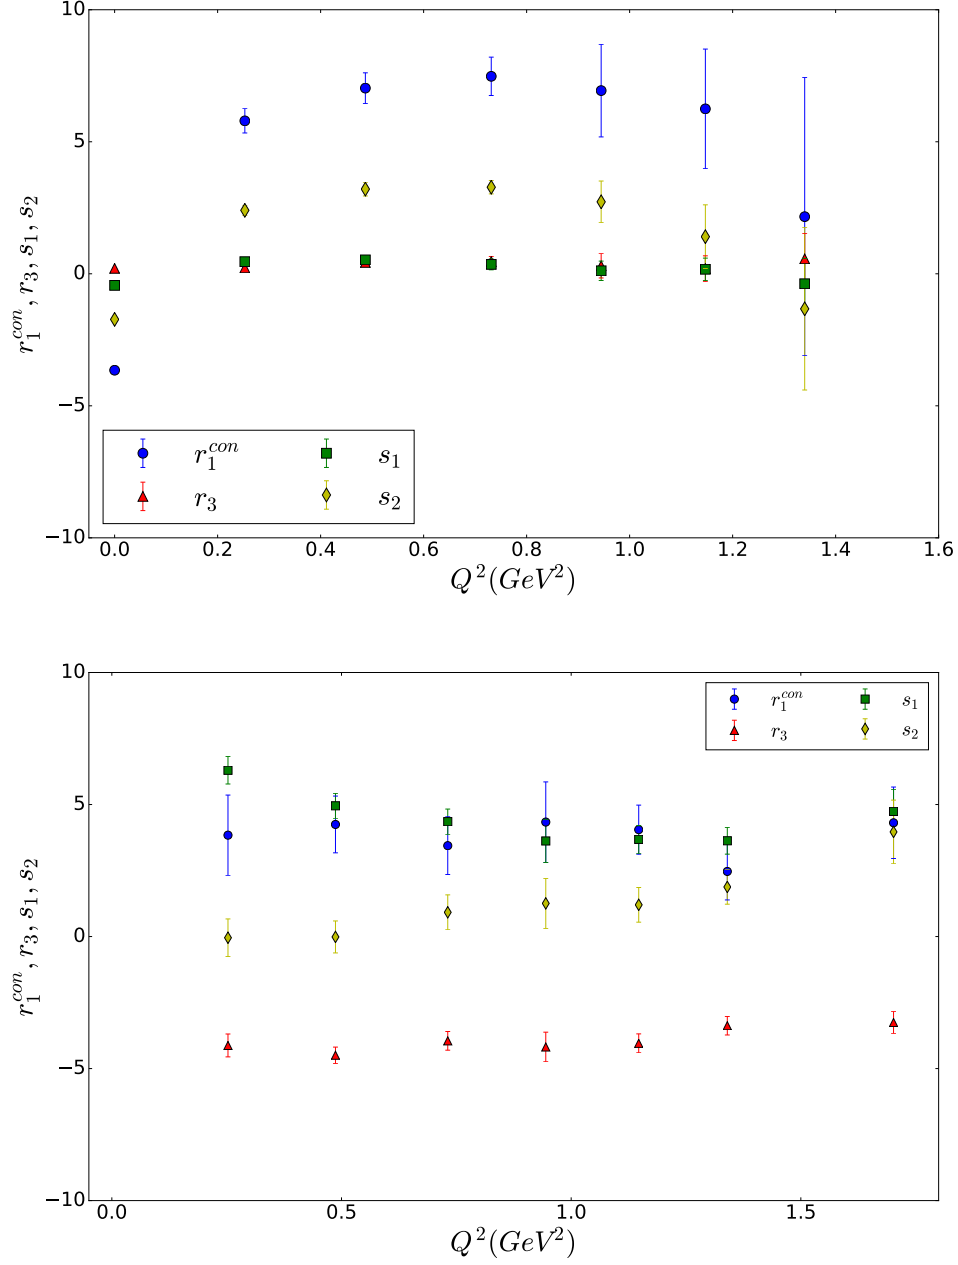 10
5
0
−5
−10
r_1^{con}, r_3, s_1, s_2
r_1^{con} s_1
r_3 s_2
0.0 0.2 0.4 0.6 0.8 1.0 1.2 1.4 1.6
Q^2(GeV^2)
10
5
0
−5
−10
r_1^{con}, r_3, s_1, s_2
r_1^{con} s_1
r_3 s_2
0.0 0.5 1.0 1.5
Q^2(GeV^2)